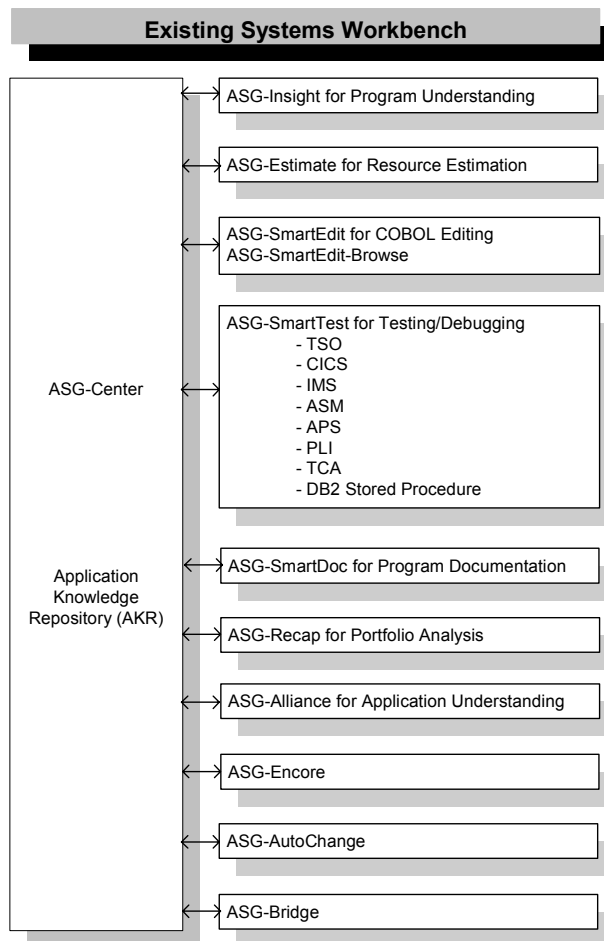 Existing Systems Workbench
ASG-Insight for Program Understanding
ASG-Estimate for Resource Estimation
ASG-SmartEdit for COBOL Editing
ASG-SmartEdit-Browse
ASG-SmartTest for Testing/Debugging
- TSO
- CICS
- IMS
- ASM
- APS
- PLI
- TCA
- DB2 Stored Procedure
ASG-Center
ASG-SmartDoc for Program Documentation
Application
Knowledge
Repository (AKR)
ASG-Recap for Portfolio Analysis
ASG-Alliance for Application Understanding
ASG-Encore
ASG-AutoChange
ASG-Bridge